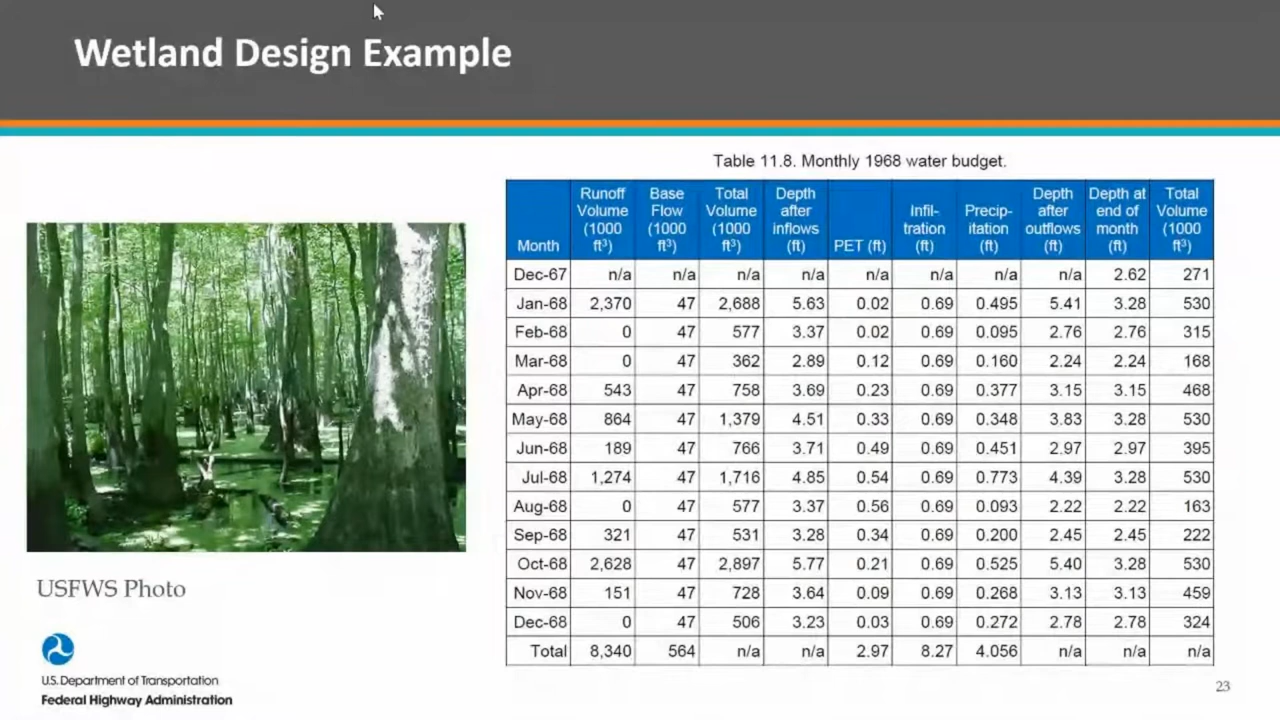 Wetland Design Example
Table 11.8. Monthly 1968 water budget.
Month Runoff Volume (1000 ft³) Base Flow (1000 ft³) Total Volume (1000 ft³) Depth after inflows (ft) PET (ft) Infil-tration (ft) Precip-itation (ft) Depth after outflows (ft) Depth at end of month (ft) Total Volume (1000 ft³)
Dec-67 n/a n/a n/a n/a n/a n/a n/a n/a 2.62 271
Jan-68 2,370 47 2,688 5.63 0.02 0.69 0.495 5.41 3.28 530
Feb-68 0 47 577 3.37 0.02 0.69 0.095 2.76 2.76 315
Mar-68 0 47 362 2.89 0.12 0.69 0.160 2.24 2.24 168
Apr-68 543 47 758 3.69 0.23 0.69 0.377 3.15 3.15 468
May-68 864 47 1,379 4.51 0.33 0.69 0.348 3.83 3.28 530
Jun-68 189 47 766 3.71 0.49 0.69 0.451 2.97 2.97 395
Jul-68 1,274 47 1,716 4.85 0.54 0.69 0.773 4.39 3.28 530
Aug-68 0 47 577 3.37 0.56 0.69 0.093 2.22 2.22 163
Sep-68 321 47 531 3.28 0.34 0.69 0.200 2.45 2.45 222
Oct-68 2,628 47 2,897 5.77 0.21 0.69 0.525 5.40 3.28 530
Nov-68 151 47 728 3.64 0.09 0.69 0.268 3.13 3.13 459
Dec-68 0 47 506 3.23 0.03 0.69 0.272 2.78 2.78 324
Total 8,340 564 n/a n/a 2.97 8.27 4.056 n/a n/a n/a
USFWS Photo
U.S. Department of Transportation
Federal Highway Administration
23